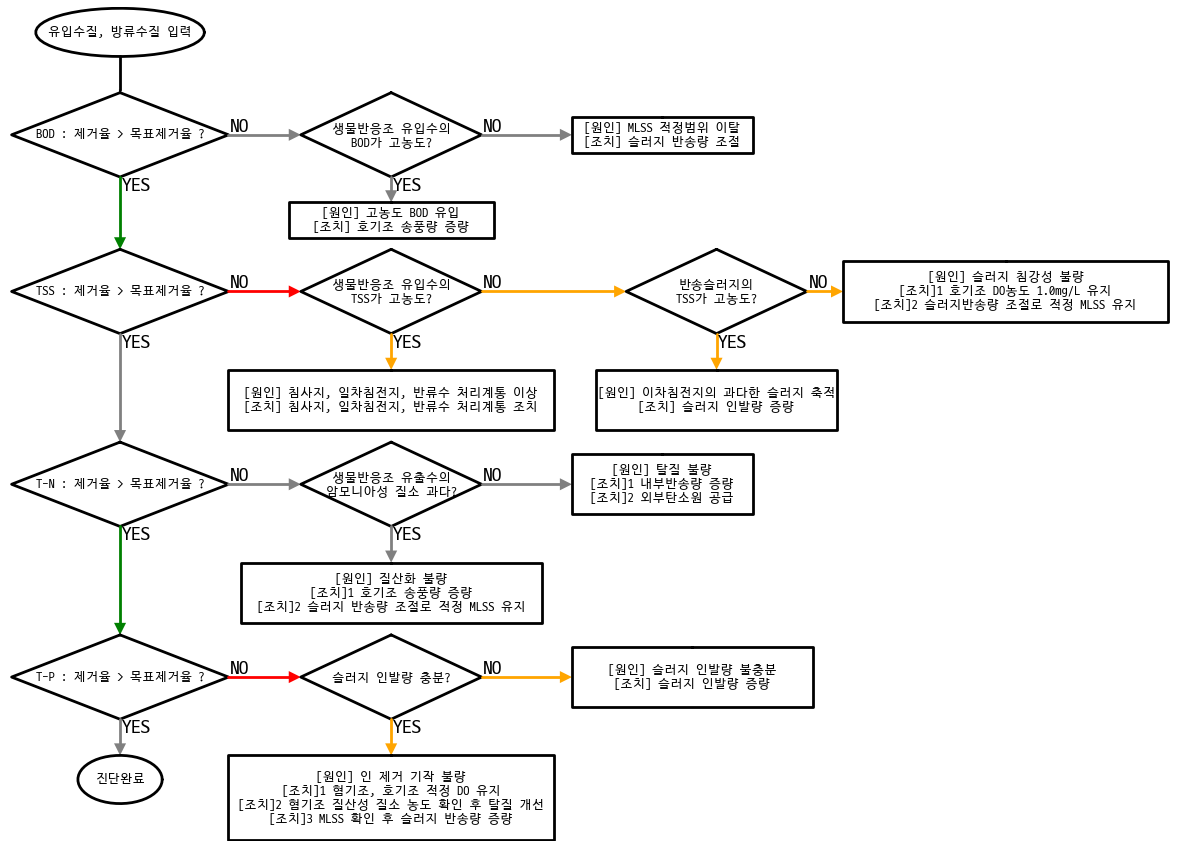 유입수질, 방류수질 입력
BOD : 제거율 > 목표제거율 ?
NO
생물반응조 유입수의
BOD가 고농도?
NO
[원인] MLSS 적정범위 이탈
[조치] 슬러지 반송량 조절
YES
YES
[원인] 고농도 BOD 유입
[조치] 호기조 송풍량 증량
TSS : 제거율 > 목표제거율 ?
NO
생물반응조 유입수의
TSS가 고농도?
NO
반송슬러지의
TSS가 고농도?
NO
[원인] 슬러지 침강성 불량
[조치]1 호기조 DO농도 1.0mg/L 유지
[조치]2 슬러지반송량 조절로 적정 MLSS 유지
YES
YES
YES
[원인] 침사지, 일차침전지, 반류수 처리계통 이상
[조치] 침사지, 일차침전지, 반류수 처리계통 조치
[원인] 이차침전지의 과다한 슬러지 축적
[조치] 슬러지 인발량 증량
T-N : 제거율 > 목표제거율 ?
NO
생물반응조 유출수의
암모니아성 질소 과다?
NO
[원인] 탈질 불량
[조치]1 내부반송량 증량
[조치]2 외부탄소원 공급
YES
YES
[원인] 질산화 불량
[조치]1 호기조 송풍량 증량
[조치]2 슬러지 반송량 조절로 적정 MLSS 유지
T-P : 제거율 > 목표제거율 ?
NO
슬러지 인발량 충분?
NO
[원인] 슬러지 인발량 불충분
[조치] 슬러지 인발량 증량
YES
YES
진단완료
[원인] 인 제거 기작 불량
[조치]1 혐기조, 호기조 적정 DO 유지
[조치]2 혐기조 질산성 질소 농도 확인 후 탈질 개선
[조치]3 MLSS 확인 후 슬러지 반송량 증량